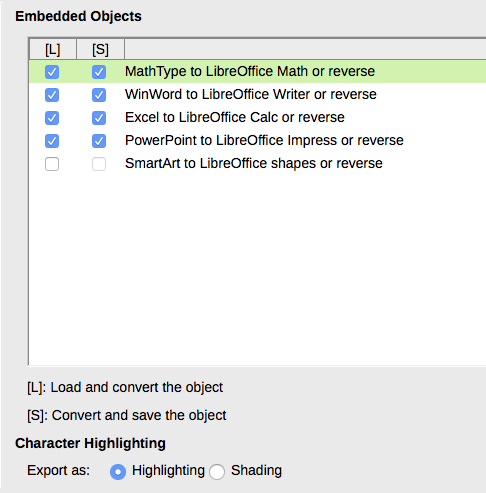 Embedded Objects
[L] [S]
MathType to LibreOffice Math or reverse
WinWord to LibreOffice Writer or reverse
Excel to LibreOffice Calc or reverse
PowerPoint to LibreOffice Impress or reverse
SmartArt to LibreOffice shapes or reverse
[L]: Load and convert the object
[S]: Convert and save the object
Character Highlighting
Export as: Highlighting Shading